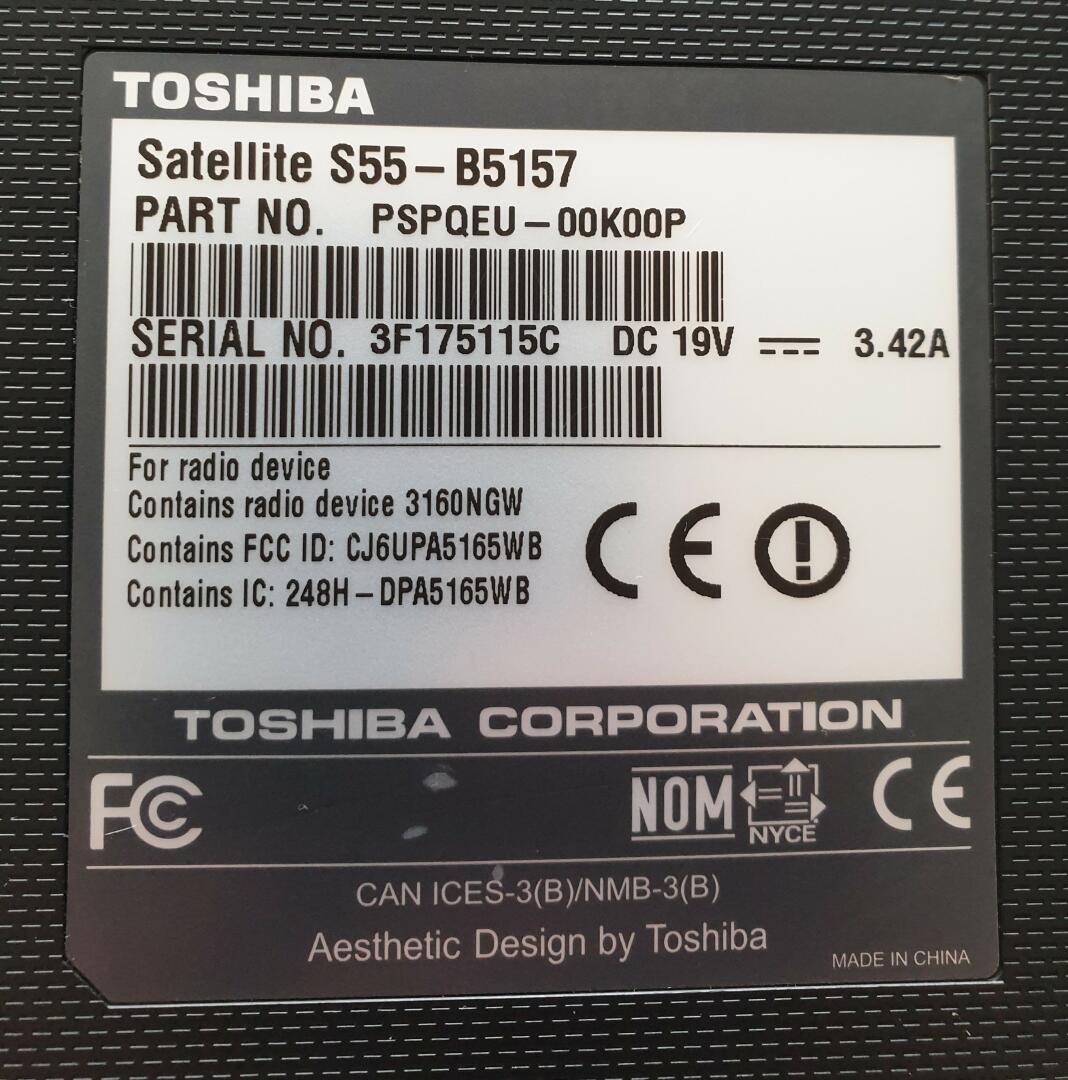 TOSHIBA
Satellite S55-B5157
PART NO. PSPQEU-00K00P
SERIAL NO. 3F175115C DC 19V 3.42A
For radio device
Contains radio device 3160NGW
Contains FCC ID: CJ6UPA5165WB
Contains IC: 248H-DPA5165WB
CE
TOSHIBA CORPORATION
FC NOM NYCE CE
CAN ICES-3(B)/NMB-3(B)
Aesthetic Design by Toshiba
MADE IN CHINA